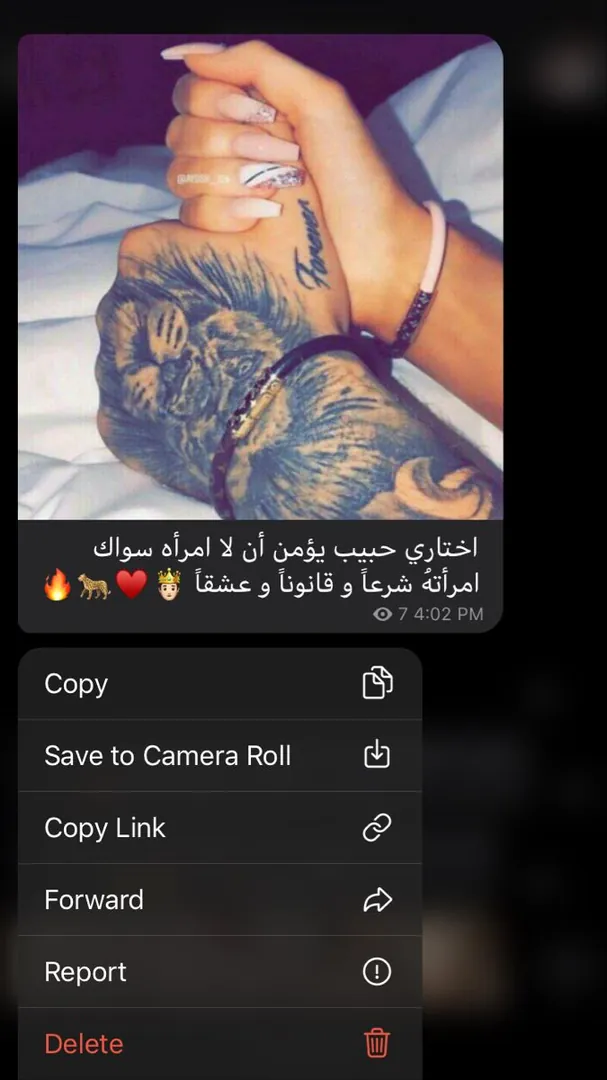 Forever
اختاري حبيب يؤمن أن لا امرأه سواك
امرأتهُ شرعاً و قانوناً و عشقاً 🤴🏻♥️🐆🔥
7 4:02 PM
Copy
Save to Camera Roll
Copy Link
Forward
Report
Delete